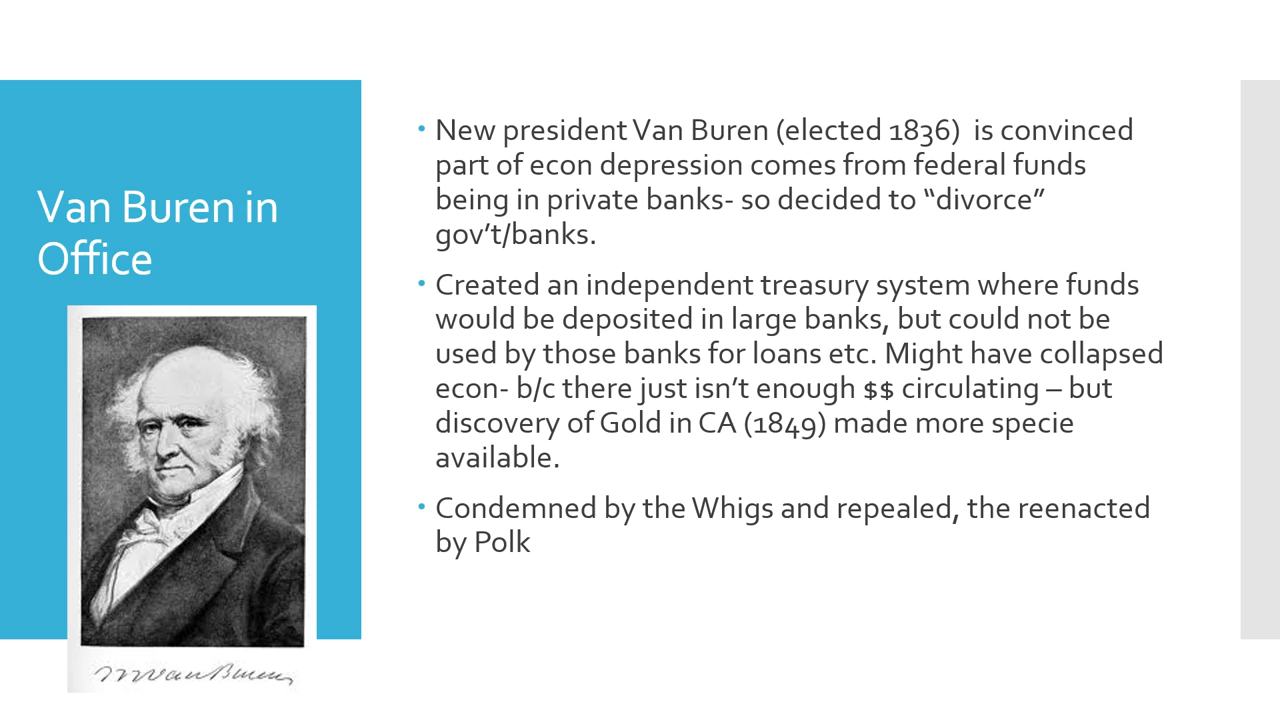 Van Buren in
Office
• New president Van Buren (elected 1836)  is convinced
part of econ depression comes from federal funds
being in private banks- so decided to “divorce”
gov’t/banks.
• Created an independent treasury system where funds
would be deposited in large banks, but could not be
used by those banks for loans etc. Might have collapsed
econ- b/c there just isn’t enough $$ circulating – but
discovery of Gold in CA (1849) made more specie
available.
• Condemned by the Whigs and repealed, the reenacted
by Polk
M Van Buren